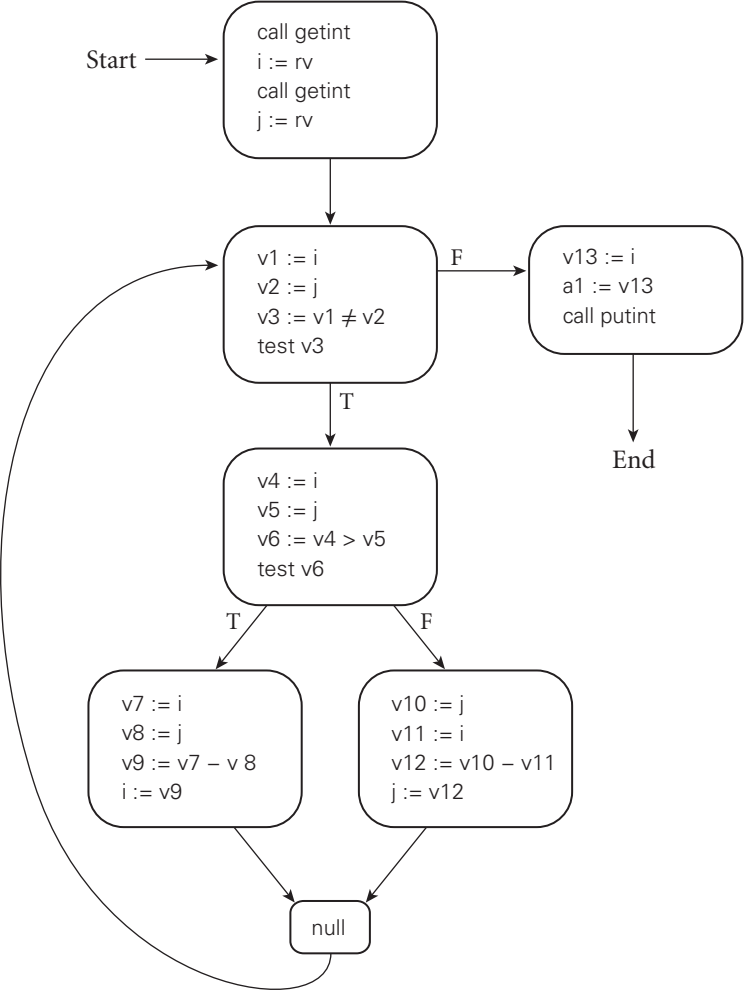 call getint
Start
i := rv
call getint
j := rv
v1 := i
v2 := j
v3 := v1 ≠ v2
test v3
F
v13 := i
a1 := v13
call putint
T
End
v4 := i
v5 := j
v6 := v4 > v5
test v6
T
F
v7 := i
v8 := j
v9 := v7 – v 8
i := v9
v10 := j
v11 := i
v12 := v10 – v11
j := v12
null